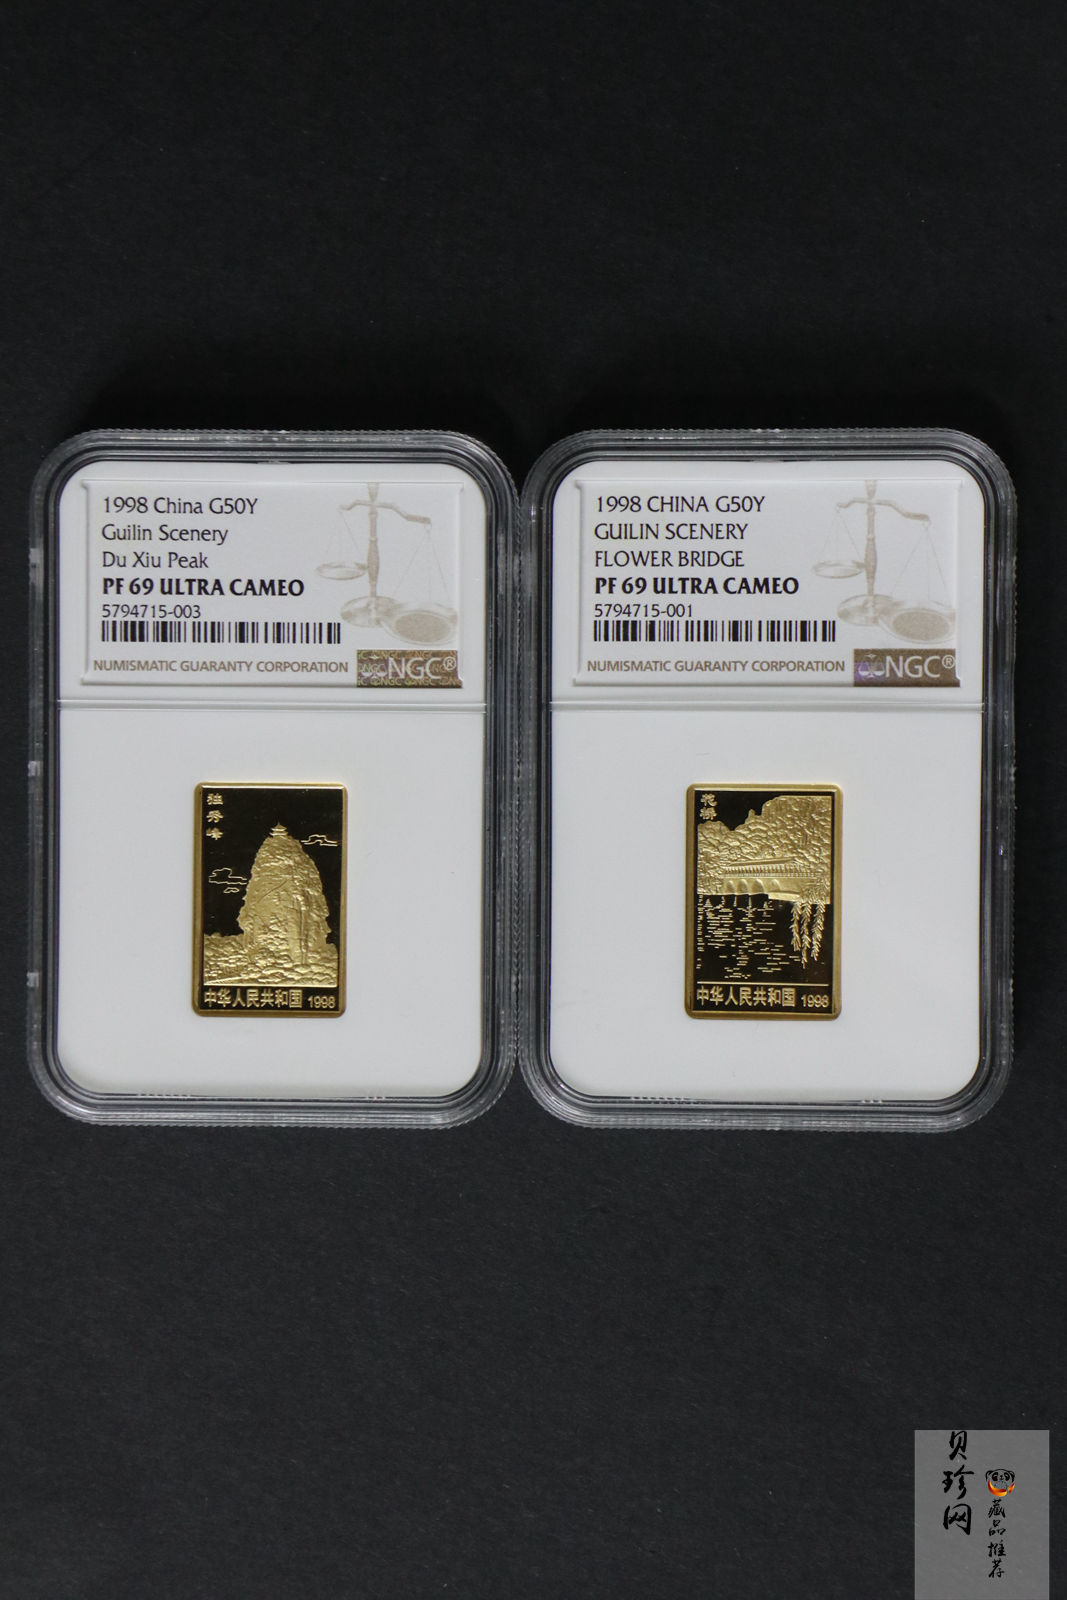 1998 China G50Y
Guilin Scenery
Du Xiu Peak
PF 69 ULTRA CAMEO
5794715-003
NUMISMATIC GUARANTY CORPORATION
NGC®
独秀峰
中华人民共和国 1998
1998 CHINA G50Y
GUILIN SCENERY
FLOWER BRIDGE
PF 69 ULTRA CAMEO
5794715-001
NUMISMATIC GUARANTY CORPORATION
NGC®
花桥
中华人民共和国 1998
贝珍网
藏品推荐